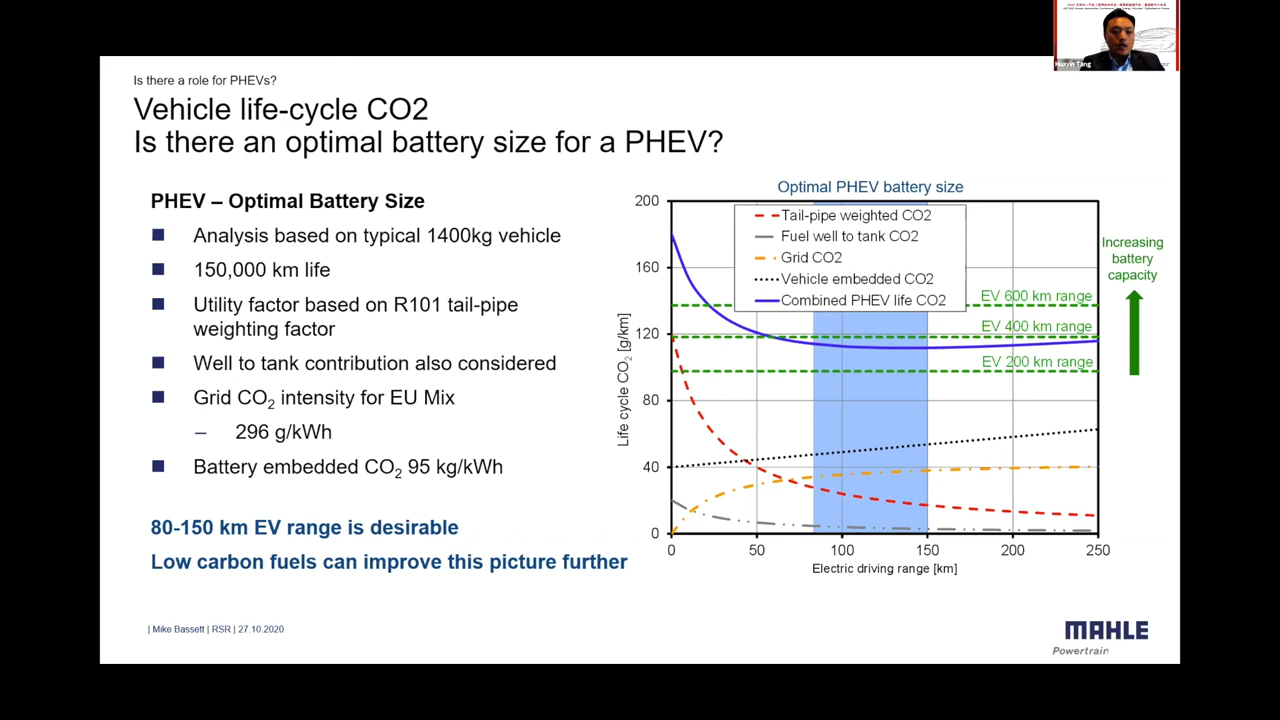 Huayin Tang
Is there a role for PHEVs?
Vehicle life-cycle CO2
Is there an optimal battery size for a PHEV?
PHEV – Optimal Battery Size
Analysis based on typical 1400kg vehicle
150,000 km life
Utility factor based on R101 tail-pipe
weighting factor
Well to tank contribution also considered
Grid CO2 intensity for EU Mix
– 296 g/kWh
Battery embedded CO2 95 kg/kWh
80-150 km EV range is desirable
Low carbon fuels can improve this picture further
Optimal PHEV battery size
Tail-pipe weighted CO2
Fuel well to tank CO2
Grid CO2
Vehicle embedded CO2
Combined PHEV life CO2
EV 600 km range
EV 400 km range
EV 200 km range
Increasing
battery
capacity
Life cycle CO2 [g/km]
200
160
120
80
40
0
0 50 100 150 200 250
Electric driving range [km]
| Mike Bassett | RSR | 27.10.2020
MAHLE
Powertrain